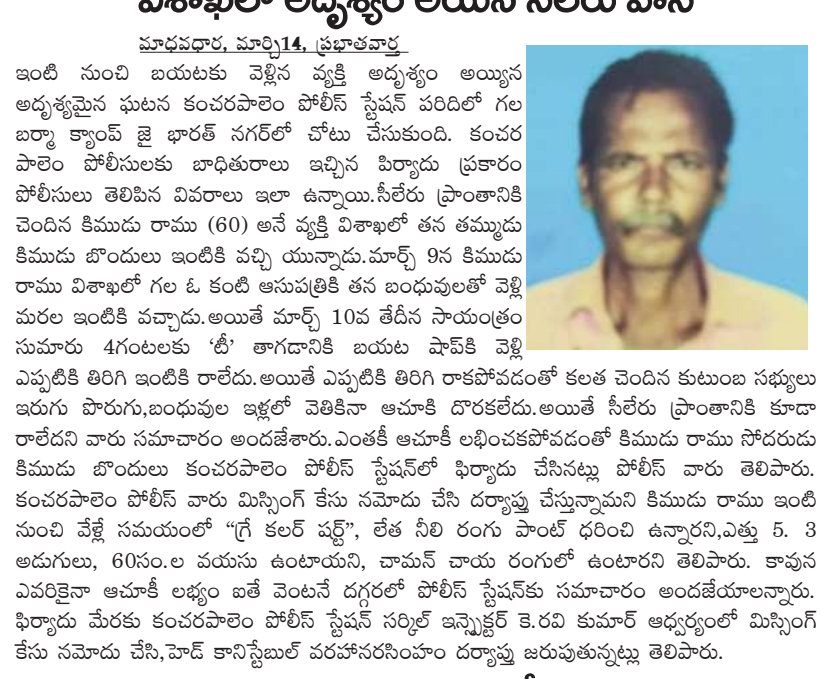 విశాఖలో అదృశ్యం అయిన సీలేరు వాసి
మాధవధార, మార్చి14, ప్రభాతవార్త
ఇంటి నుంచి బయటకు వెళ్లిన వ్యక్తి అదృశ్యం అయ్యిన
అదృశ్యమైన ఘటన కంచరపాలెం పోలీస్ స్టేషన్ పరిదిలో గల
బర్మా క్యాంప్ జై భారత్ నగర్‌లో చోటు చేసుకుంది. కంచర
పాలెం పోలీసులకు బాధితురాలు ఇచ్చిన పిర్యాదు ప్రకారం
పోలీసులు తెలిపిన వివరాలు ఇలా ఉన్నాయి.సీలేరు ప్రాంతానికి
చెందిన కిముడు రాము (60) అనే వ్యక్తి విశాఖలో తన తమ్ముడు
కిముడు బొందులు ఇంటికి వచ్చి యున్నాడు.మార్చ్ 9న కిముడు
రాము విశాఖలో గల ఓ కంటి ఆసుపత్రికి తన బంధువులతో వెళ్లి
మరల ఇంటికి వచ్చాడు.అయితే మార్చ్ 10వ తేదీన సాయంత్రం
సుమారు 4గంటలకు ‘టీ’ తాగడానికి బయట షాప్‌కి వెళ్లి
ఎప్పటికి తిరిగి ఇంటికి రాలేదు.అయితే ఎప్పటికి తిరిగి రాకపోవడంతో కలత చెందిన కుటుంబ సభ్యులు
ఇరుగు పొరుగు,బంధువుల ఇళ్లలో వెతికినా ఆచూకి దొరకలేదు.అయితే సీలేరు ప్రాంతానికి కూడా
రాలేదని వారు సమాచారం అందజేశారు.ఎంతకీ ఆచూకీ లభించకపోవడంతో కిముడు రాము సోదరుడు
కిముడు బొందులు కంచరపాలెం పోలీస్ స్టేషన్‌లో ఫిర్యాదు చేసినట్లు పోలీస్ వారు తెలిపారు.
కంచరపాలెం పోలీస్ వారు మిస్సింగ్ కేసు నమోదు చేసి దర్యాప్తు చేస్తున్నామని కిముడు రాము ఇంటి
నుంచి వేళ్లే సమయంలో “గ్రే కలర్ షర్ట్”, లేత నీలి రంగు పాంట్ ధరించి ఉన్నారని,ఎత్తు 5. 3
అడుగులు, 60సం.ల వయసు ఉంటాయని, చామన్ చాయ రంగులో ఉంటారని తెలిపారు. కావున
ఎవరికైనా ఆచూకీ లభ్యం ఐతే వెంటనే దగ్గరలో పోలీస్ స్టేషన్‌కు సమాచారం అందజేయాలన్నారు.
ఫిర్యాదు మేరకు కంచరపాలెం పోలీస్ స్టేషన్ సర్కిల్ ఇన్స్పెక్టర్ కె.రవి కుమార్ ఆధ్వర్యంలో మిస్సింగ్
కేసు నమోదు చేసి,హెడ్ కానిస్టేబుల్ వరహానరసింహం దర్యాప్తు జరుపుతున్నట్లు తెలిపారు.